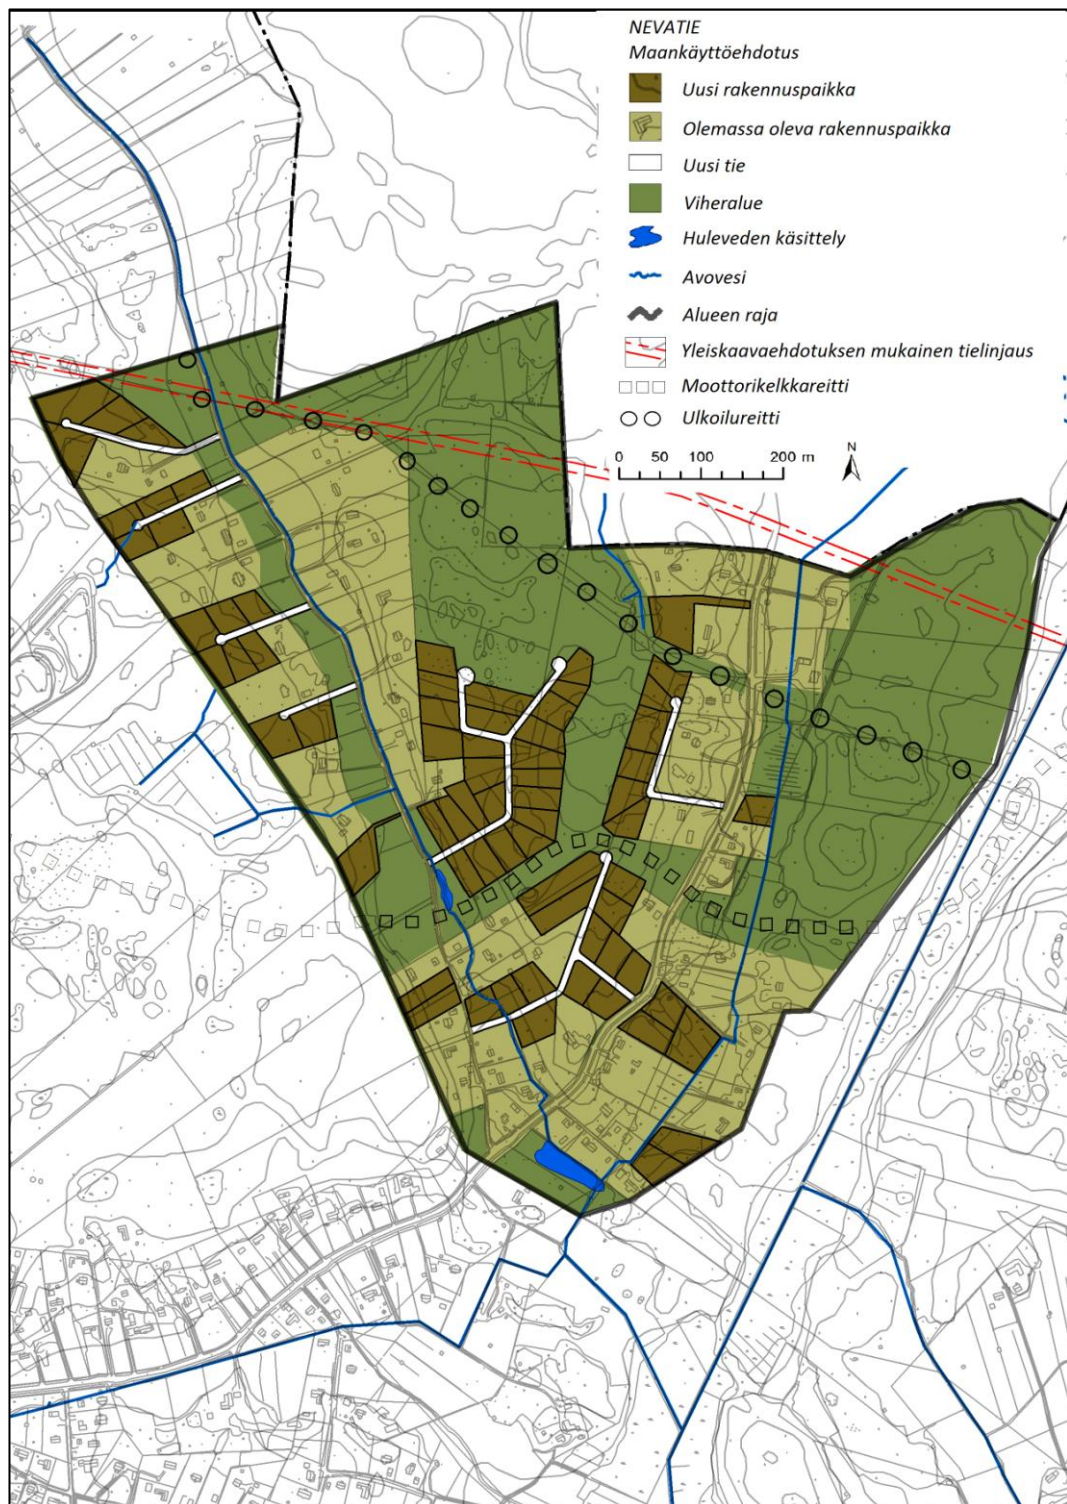 NEVATIE
Maankäyttöehdotus
Uusi rakennuspaikka
Olemassa oleva rakennuspaikka
Uusi tie
Viheralue
Huleveden käsittely
Avovesi
Alueen raja
Yleiskaavaehdotuksen mukainen tielinjaus
Moottorikelkkareitti
Ulkoilureitti
N
0 50 100 200 m